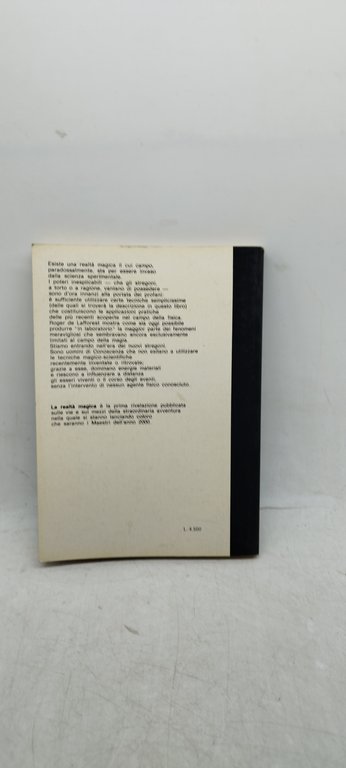 Esiste una realtà magica il cui campo,
paradossalmente, sta per essere invaso
dalla scienza sperimentale.
I poteri inesplicabili — che gli stregoni,
a torto o a ragione, vantano di possedere —
sono d'ora innanzi alla portata dei profani:
è sufficiente utilizzare certe tecniche semplicissime
(delle quali si troverà la descrizione in questo libro)
che costituiscono le applicazioni pratiche
delle più recenti scoperte nel campo della fisica.
Roger de Lafforest mostra come sia oggi possibile
produrre "in laboratorio" la maggior parte dei fenomeni
meravigliosi che sembravano ancora esclusivamente
limitati al campo della magia.
Stiamo entrando nell'era dei nuovi stregoni.
Sono uomini di Conoscenza che non esitano a utilizzare
le tecniche magico-scientifiche
recentemente inventate o ritrovate;
grazie a esse, dominano energie materiali
e riescono a influenzare a distanza
gli esseri viventi o il corso degli eventi,
senza l'intervento di nessun agente fisico conosciuto.
La realtà magica è la prima rivelazione pubblicata
sulle vie e sui mezzi della straordinaria avventura
nella quale si stanno lanciando coloro
che saranno i Maestri dell'anno 2000.
L. 4.500